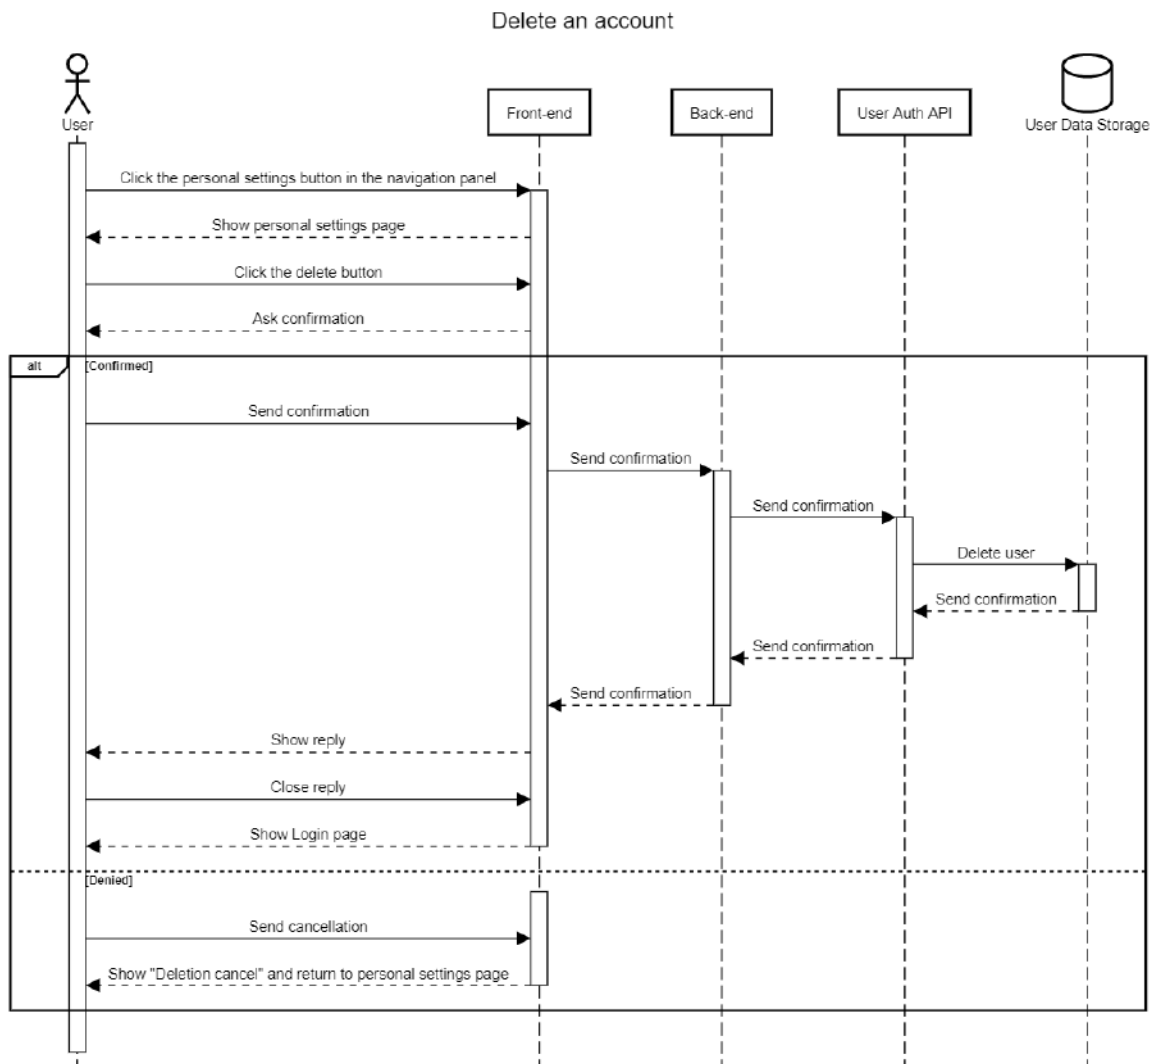 Delete an account
User
Front-end
Back-end
User Auth API
User Data Storage
Click the personal settings button in the navigation panel
Show personal settings page
Click the delete button
Ask confirmation
alt
[Confirmed]
Send confirmation
Send confirmation
Send confirmation
Delete user
Send confirmation
Send confirmation
Send confirmation
Show reply
Close reply
Show Login page
[Denied]
Send cancellation
Show "Deletion cancel" and return to personal settings page